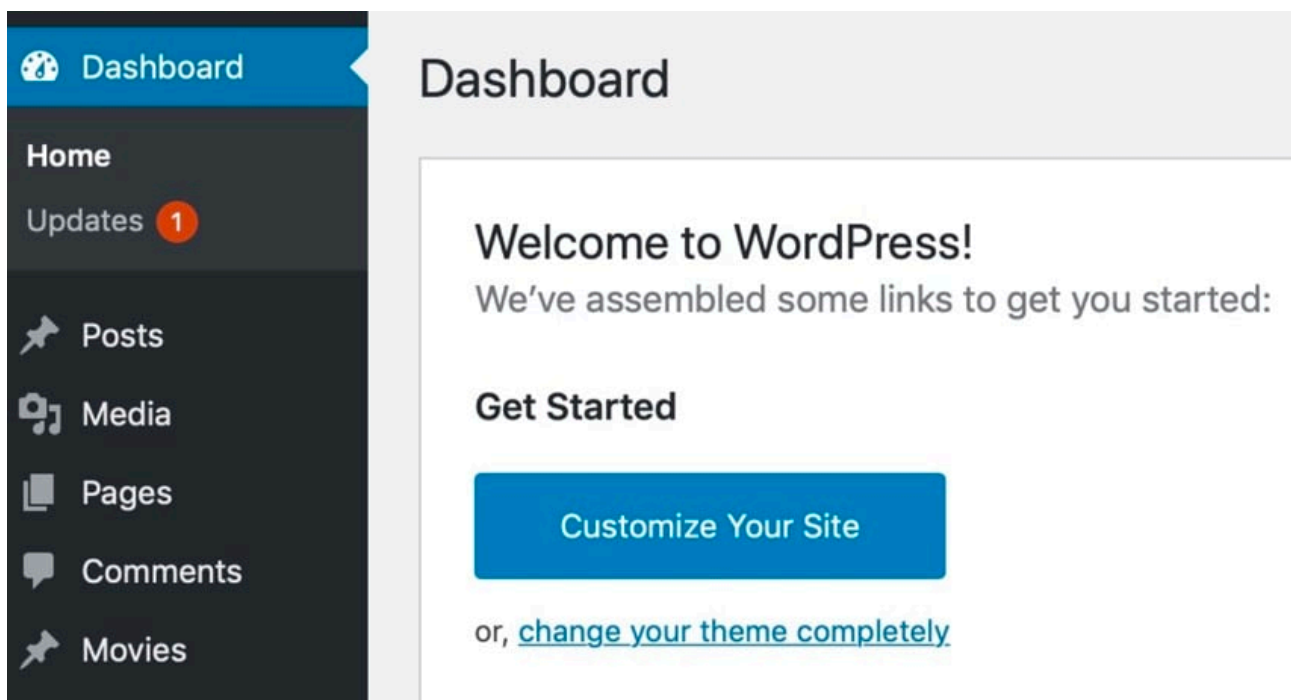 Dashboard
Home
Updates 1
Posts
Media
Pages
Comments
Movies
Dashboard
Welcome to WordPress!
We've assembled some links to get you started:
Get Started
Customize Your Site
or, change your theme completely